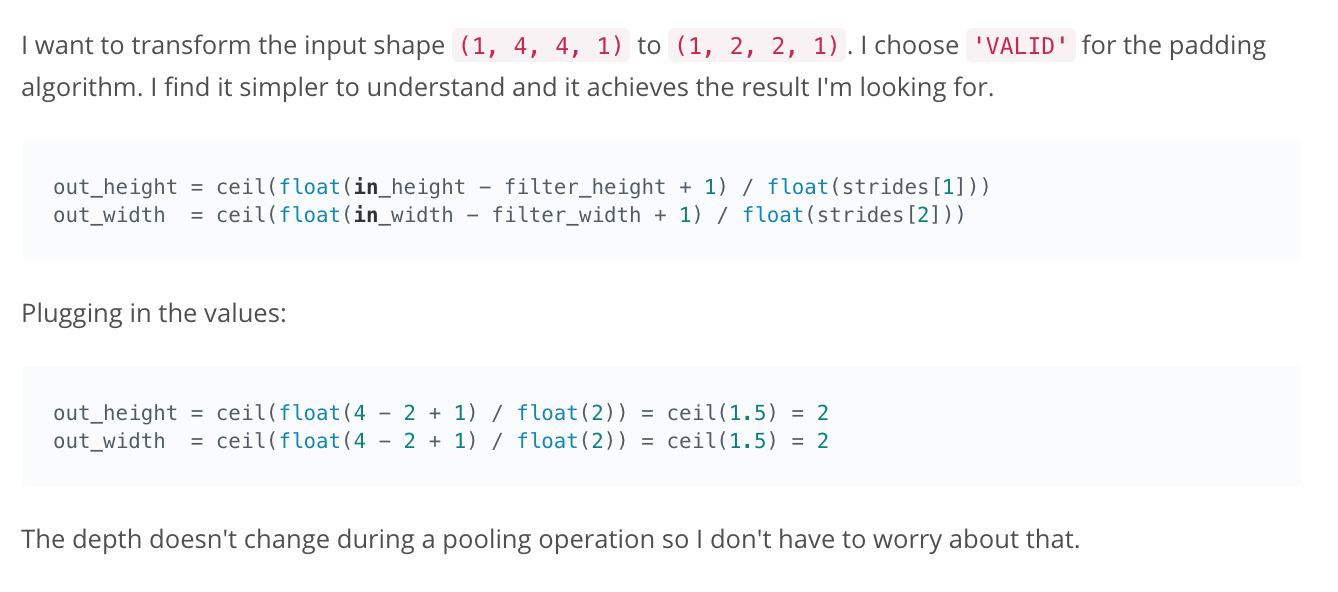 I want to transform the input shape (1, 4, 4, 1) to (1, 2, 2, 1). I choose 'VALID' for the padding
algorithm. I find it simpler to understand and it achieves the result I'm looking for.
out_height = ceil(float(in_height - filter_height + 1) / float(strides[1]))
out_width  = ceil(float(in_width - filter_width + 1) / float(strides[2]))
Plugging in the values:
out_height = ceil(float(4 - 2 + 1) / float(2)) = ceil(1.5) = 2
out_width  = ceil(float(4 - 2 + 1) / float(2)) = ceil(1.5) = 2
The depth doesn't change during a pooling operation so I don't have to worry about that.